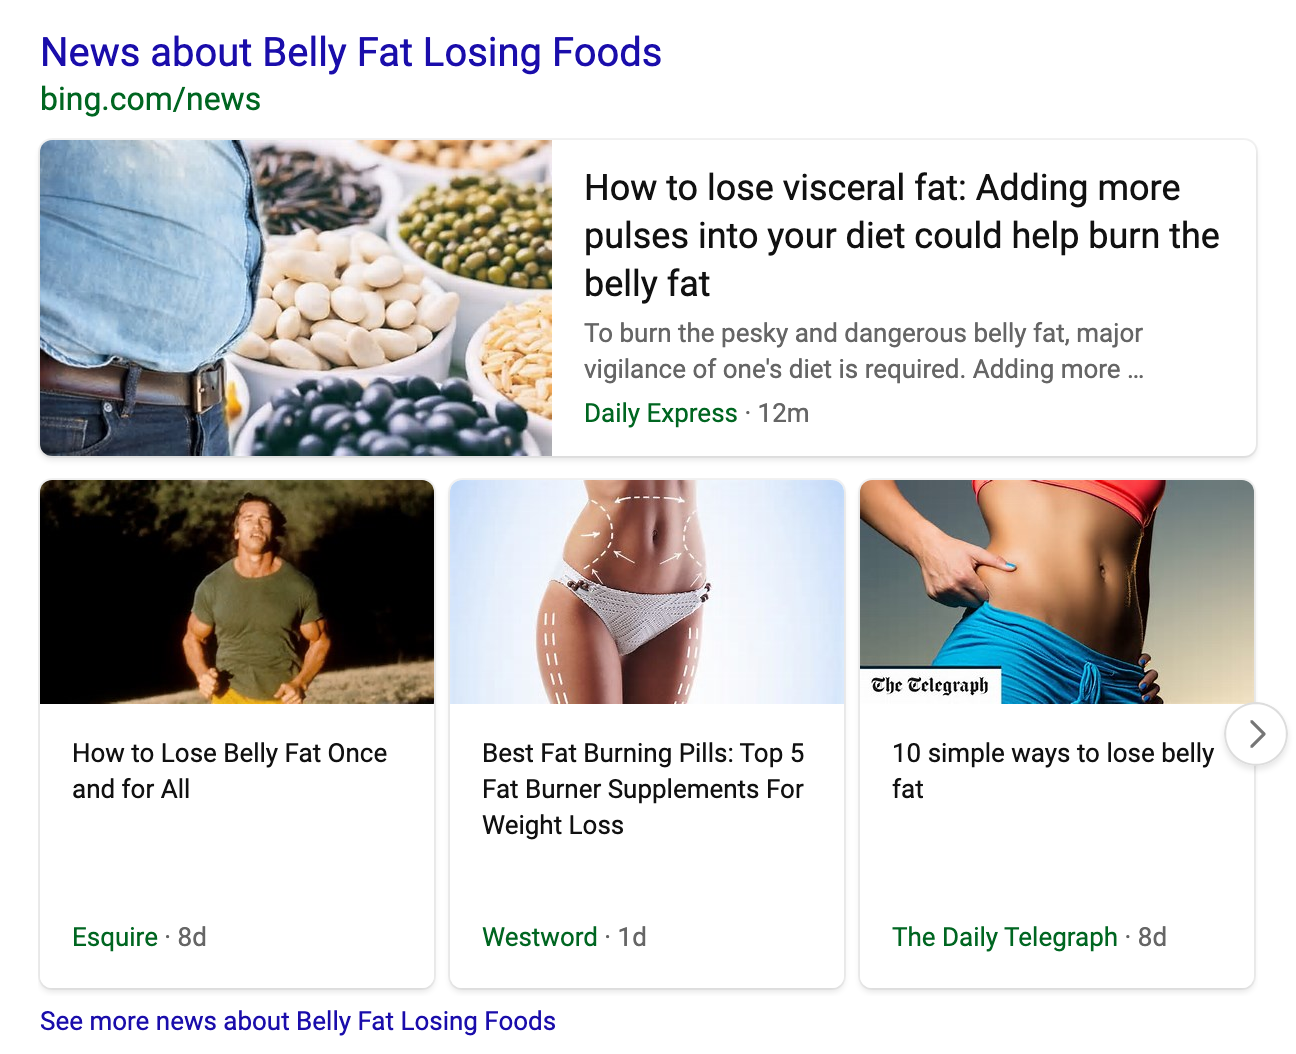 News about Belly Fat Losing Foods
bing.com/news
How to lose visceral fat: Adding more
pulses into your diet could help burn the
belly fat
To burn the pesky and dangerous belly fat, major
vigilance of one's diet is required. Adding more ...
Daily Express · 12m
The Telegraph
How to Lose Belly Fat Once
and for All
Esquire · 8d
Best Fat Burning Pills: Top 5
Fat Burner Supplements For
Weight Loss
Westword · 1d
10 simple ways to lose belly
fat
The Daily Telegraph · 8d
See more news about Belly Fat Losing Foods